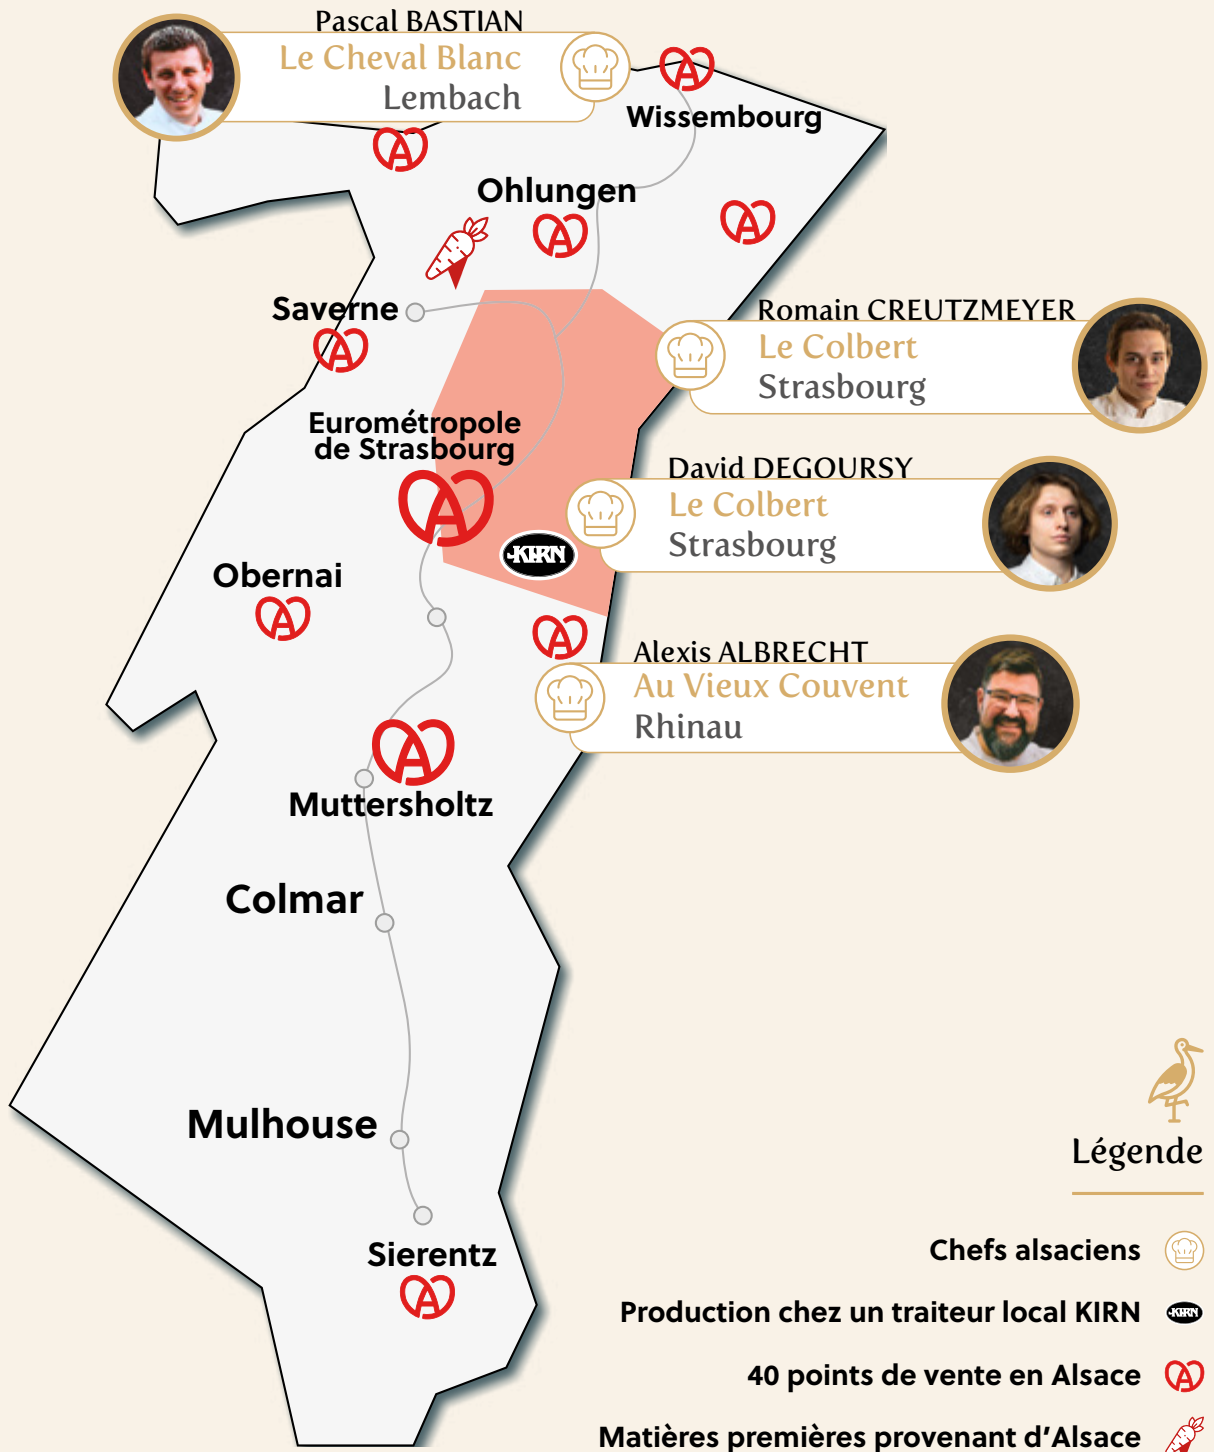 Pascal BASTIAN
Le Cheval Blanc
Lembach
Wissembourg
Ohlungen
Saverne
Romain CREUTZMEYER
Le Colbert
Strasbourg
Eurométropole
de Strasbourg
David DEGOURSY
Le Colbert
Strasbourg
KIRN
Obernai
Alexis ALBRECHT
Au Vieux Couvent
Rhinau
Muttersholtz
Colmar
Mulhouse
Sierentz
Légende
Chefs alsaciens
Production chez un traiteur local KIRN
KIRN
40 points de vente en Alsace
Matières premières provenant d'Alsace